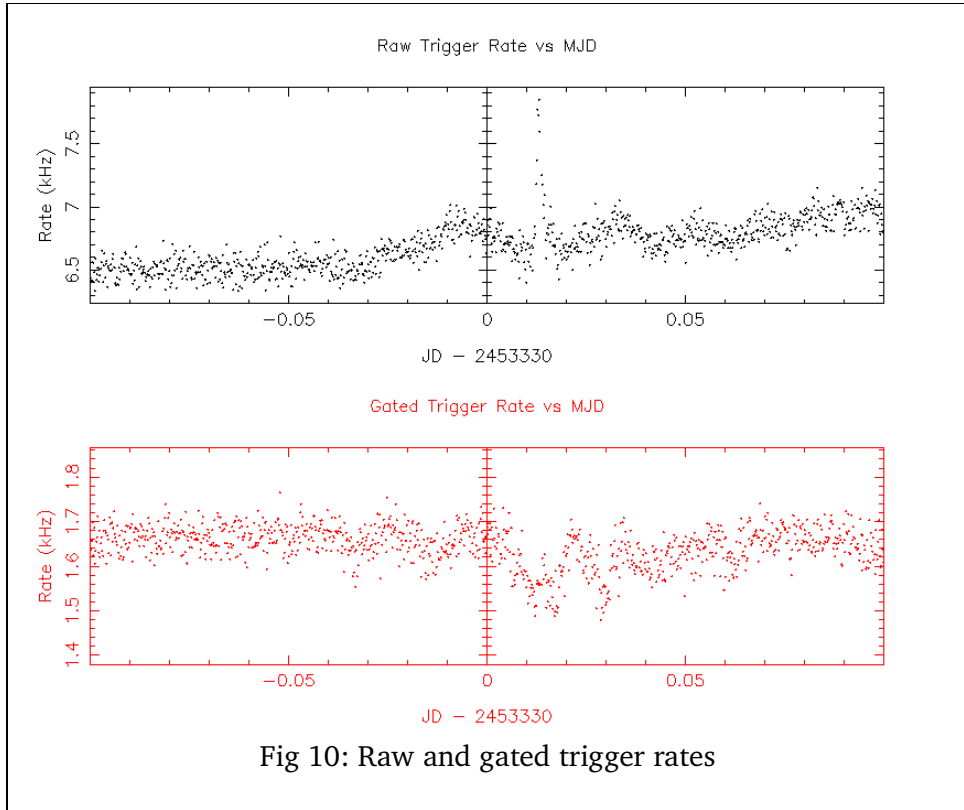 Raw Trigger Rate vs MJD
7.5
7
6.5
Rate (kHz)
−0.05
0
0.05
JD − 2453330
Gated Trigger Rate vs MJD
1.8
1.7
1.6
1.5
1.4
Rate (kHz)
−0.05
0
0.05
JD − 2453330
Fig 10: Raw and gated trigger rates